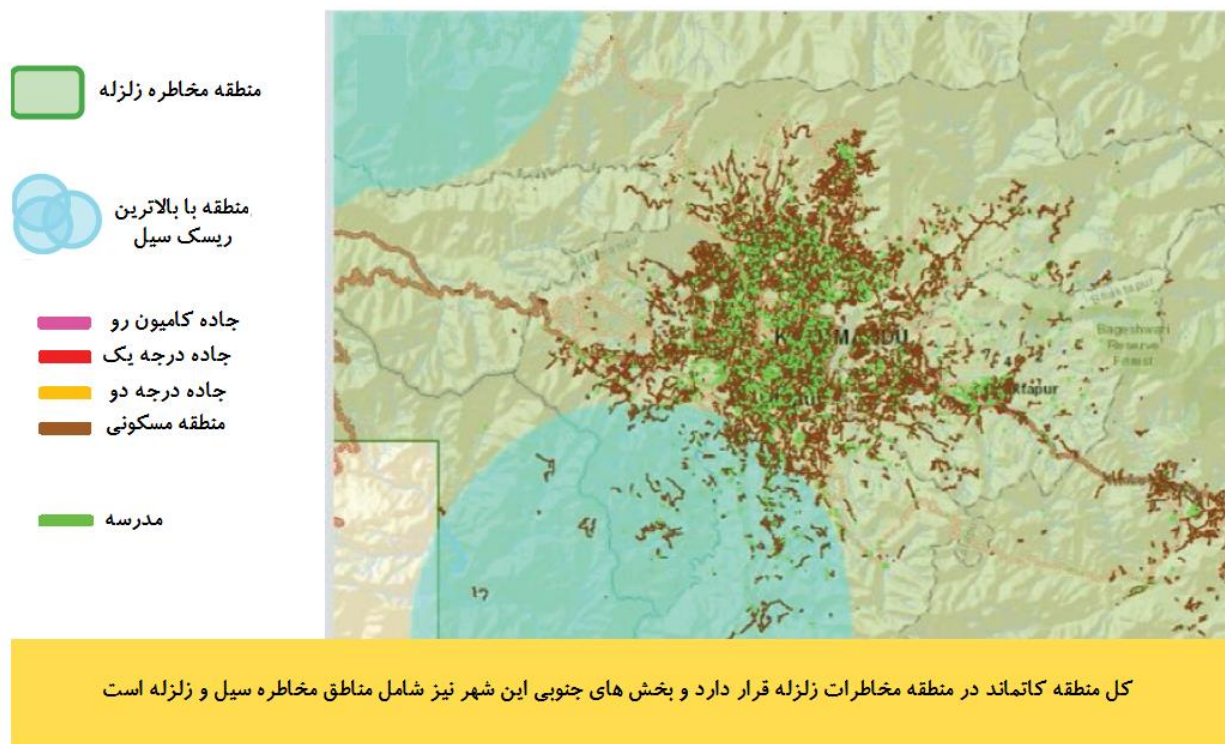 منطقه مخاطره زلزله
منطقه با بالاترین
ریسک سیل
جاده کامیون رو
جاده درجه یک
جاده درجه دو
منطقه مسکونی
مدرسه
Bhaktapur
Bageshwari
Reserve
Forest
کل منطقه کاتماند در منطقه مخاطرات زلزله قرار دارد و بخش های جنوبی این شهر نیز شامل مناطق مخاطره سیل و زلزله است